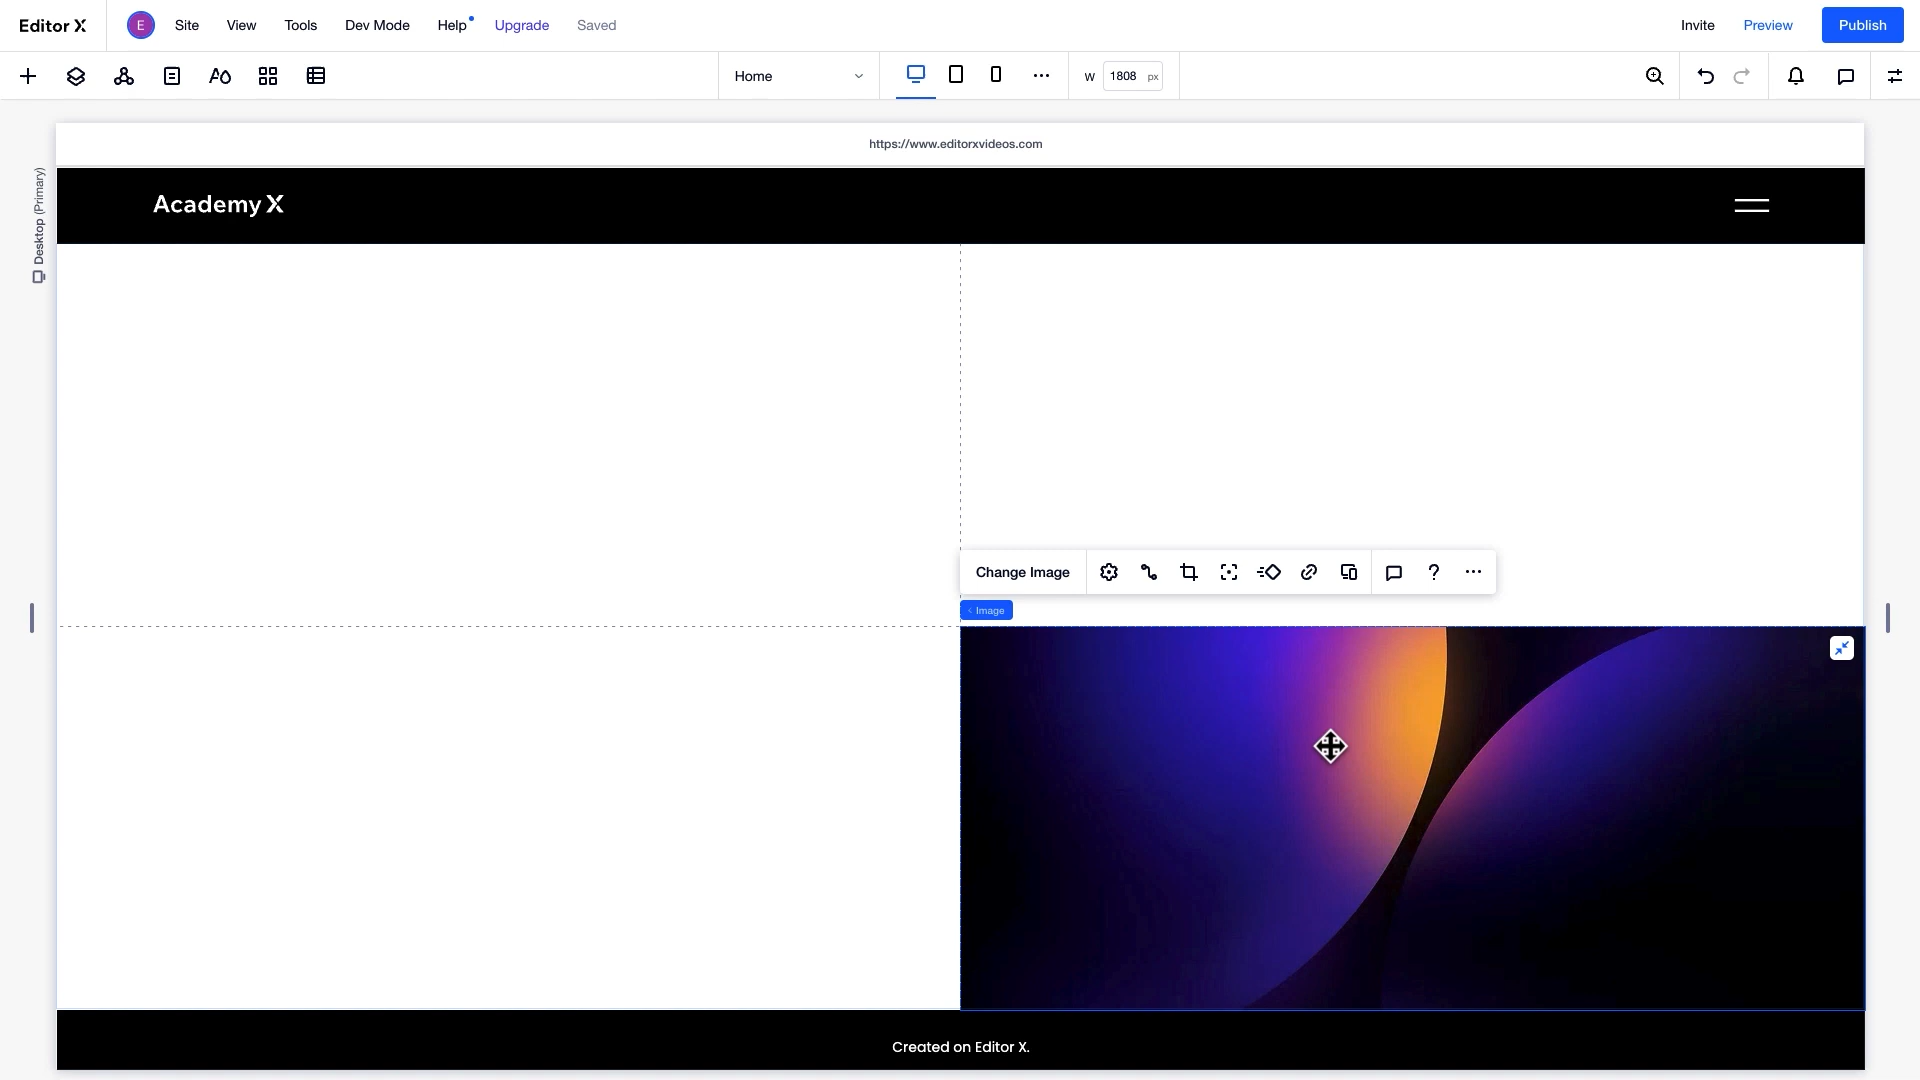 Editor X
E
Site
View
Tools
Dev Mode
Help
Upgrade
Saved
Invite
Preview
Publish
Home
W
1808
px
https://www.editorxvideos.com
Desktop (Primary)
Academy X
Change Image
?
‹ Image
Created on Editor X.